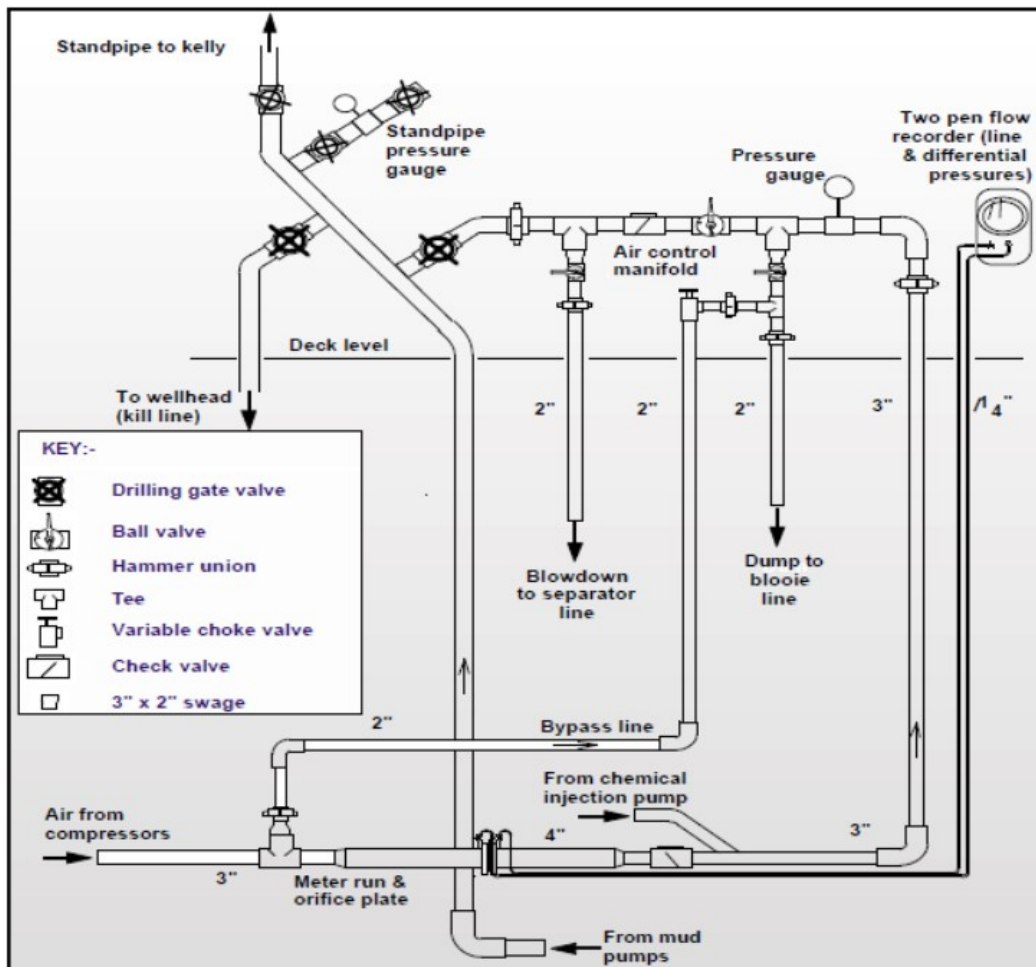 Standpipe to kelly
Standpipe
pressure
gauge
Two pen flow
recorder (line
& differential
pressures)
Pressure
gauge
Air control
manifold
Deck level
To wellhead
(kill line)
2"
2"
2"
3"
/1 4"
KEY:-
Drilling gate valve
Ball valve
Hammer union
Tee
Variable choke valve
Check valve
3" x 2" swage
Blowdown
to separator
line
Dump to
blooie
line
2"
Bypass line
From chemical
injection pump
Air from
compressors
4"
3"
3"
Meter run &
orifice plate
From mud
pumps